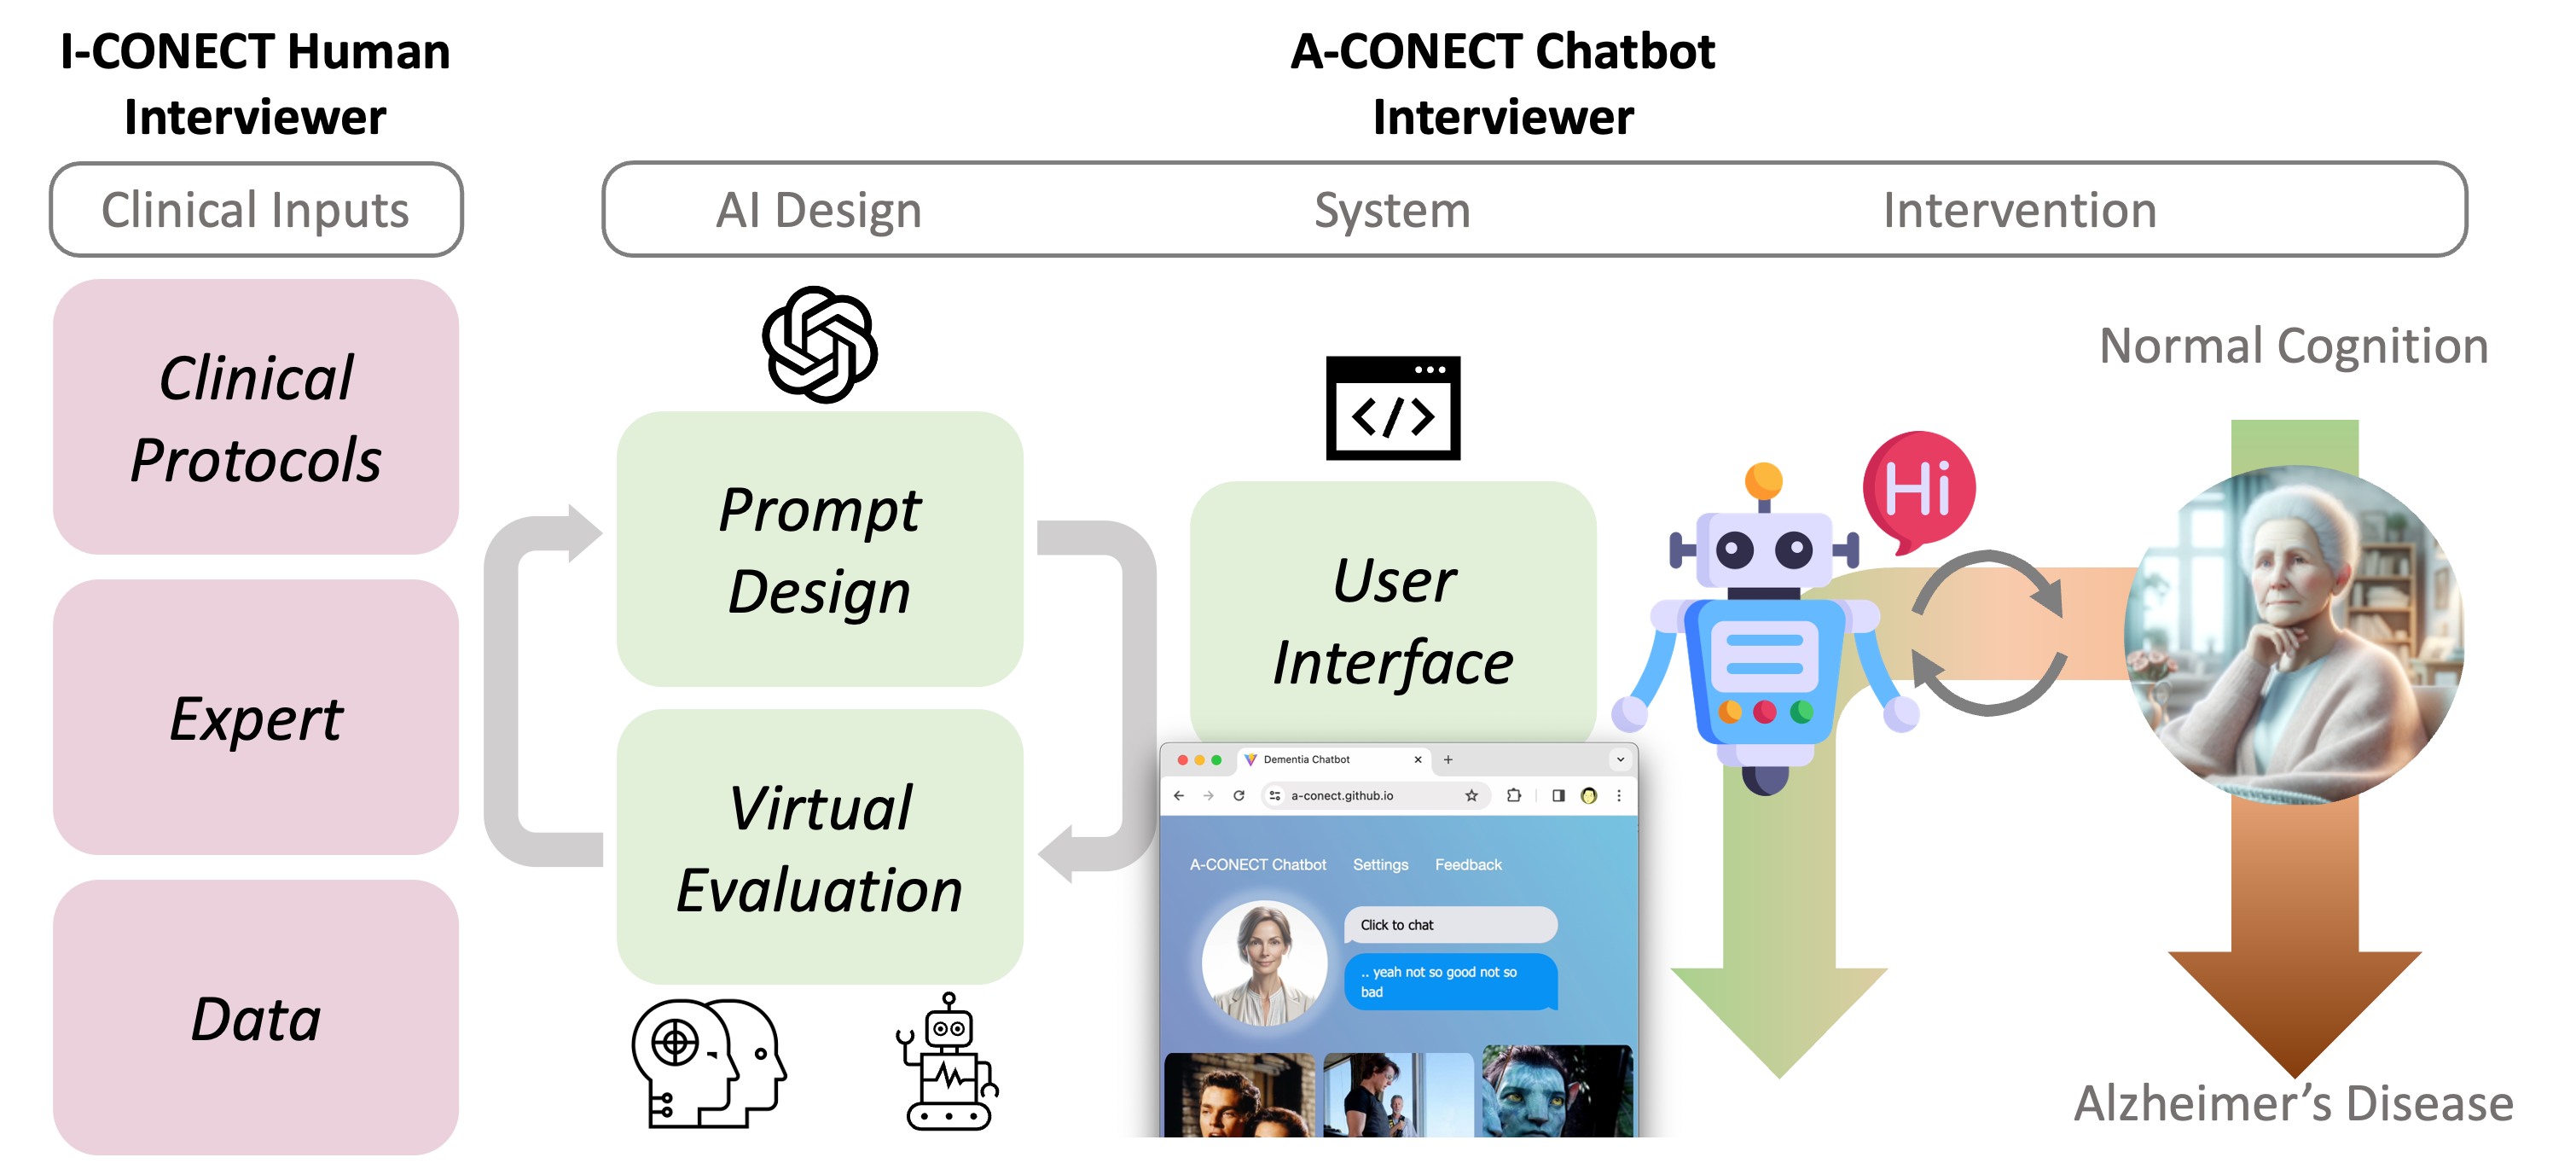 I-CONECT Human
Interviewer
A-CONECT Chatbot
Interviewer
Clinical Inputs
AI Design
System
Intervention
Clinical
Protocols
Expert
Data
Prompt
Design
Virtual
Evaluation
</>
User
Interface
Dementia Chatbot
a-conect.github.io
A-CONECT Chatbot
Settings
Feedback
Click to chat
.. yeah not so good not so
bad
Hi
Normal Cognition
Alzheimer’s Disease